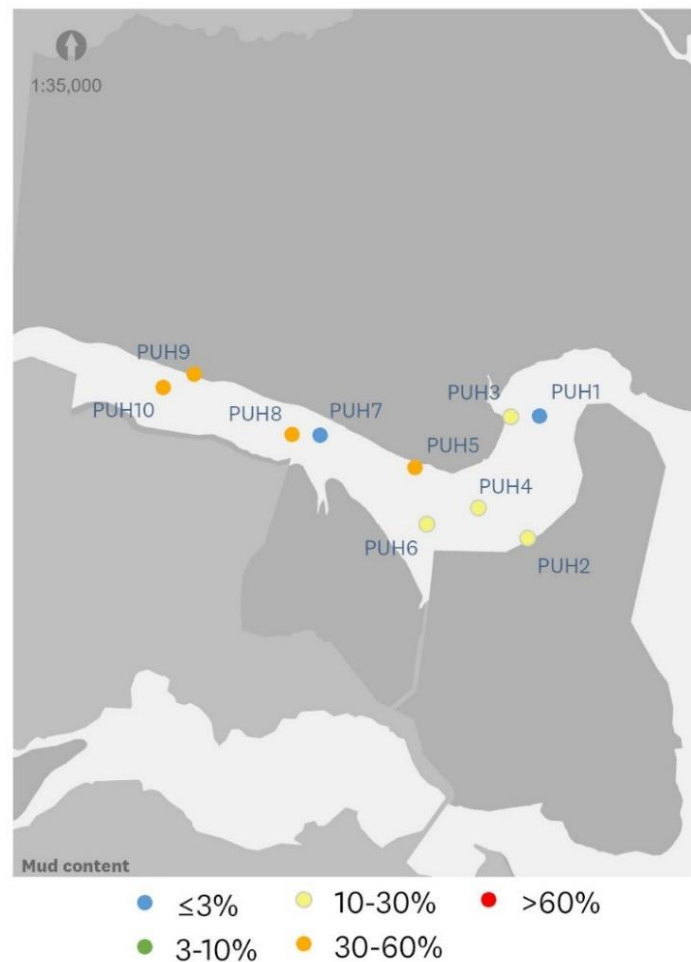 1:35,000
PUH9
PUH10
PUH8
PUH7
PUH3
PUH1
PUH5
PUH4
PUH6
PUH2
Mud content
≤3%
10-30%
>60%
3-10%
30-60%